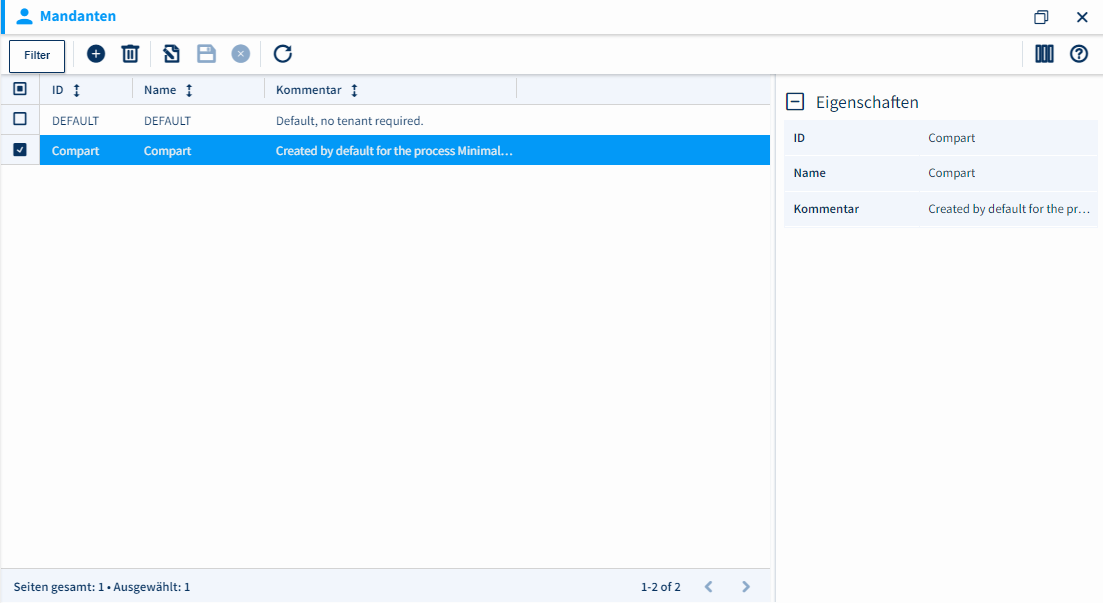 Mandanten
Filter
ID Name Kommentar
DEFAULT DEFAULT Default, no tenant required.
Compart Compart Created by default for the process Minimal...
Seiten gesamt: 1 • Ausgewählt: 1 1-2 of 2
Eigenschaften
ID Compart
Name Compart
Kommentar Created by default for the pr...